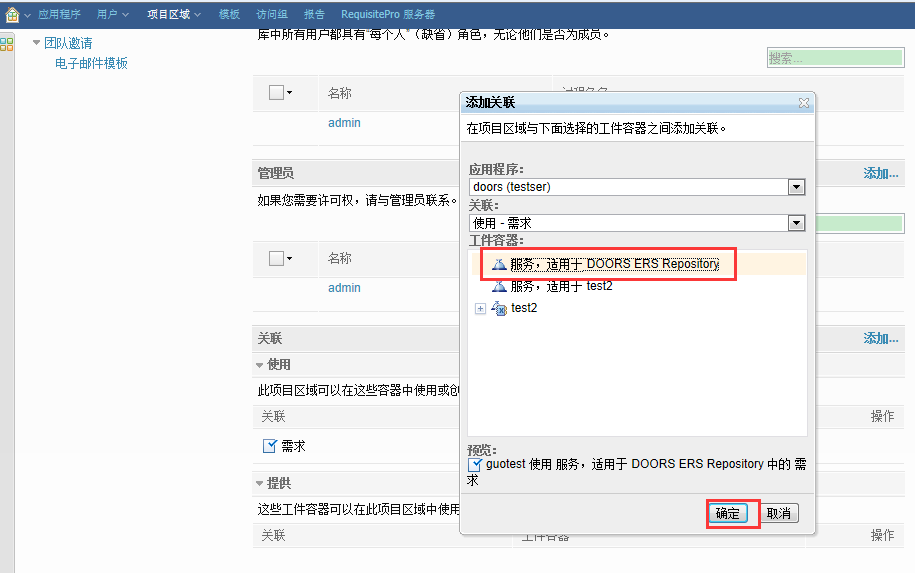 应用程序 用户 项目区域 模板 访问组 报告 RequisitePro 服务器
团队邀请
电子邮件模板
库中所有用户都具有“每个人”（缺省）角色，无论他们是否为成员。
搜索...
名称
admin
管理员
添加...
如果您需要许可权，请与管理员联系。
名称
admin
关联
添加...
使用
此项目区域可以在这些容器中使用或创
关联
操作
需求
提供
这些工件容器可以在此项目区域中使用
关联
工件容器
操作
添加关联
在项目区域与下面选择的工件容器之间添加关联。
应用程序：
doors (testser)
关联：
使用 - 需求
工件容器：
服务，适用于 DOORS ERS Repository
服务，适用于 test2
test2
预览：
guotest 使用 服务，适用于 DOORS ERS Repository 中的 需
求
确定 取消